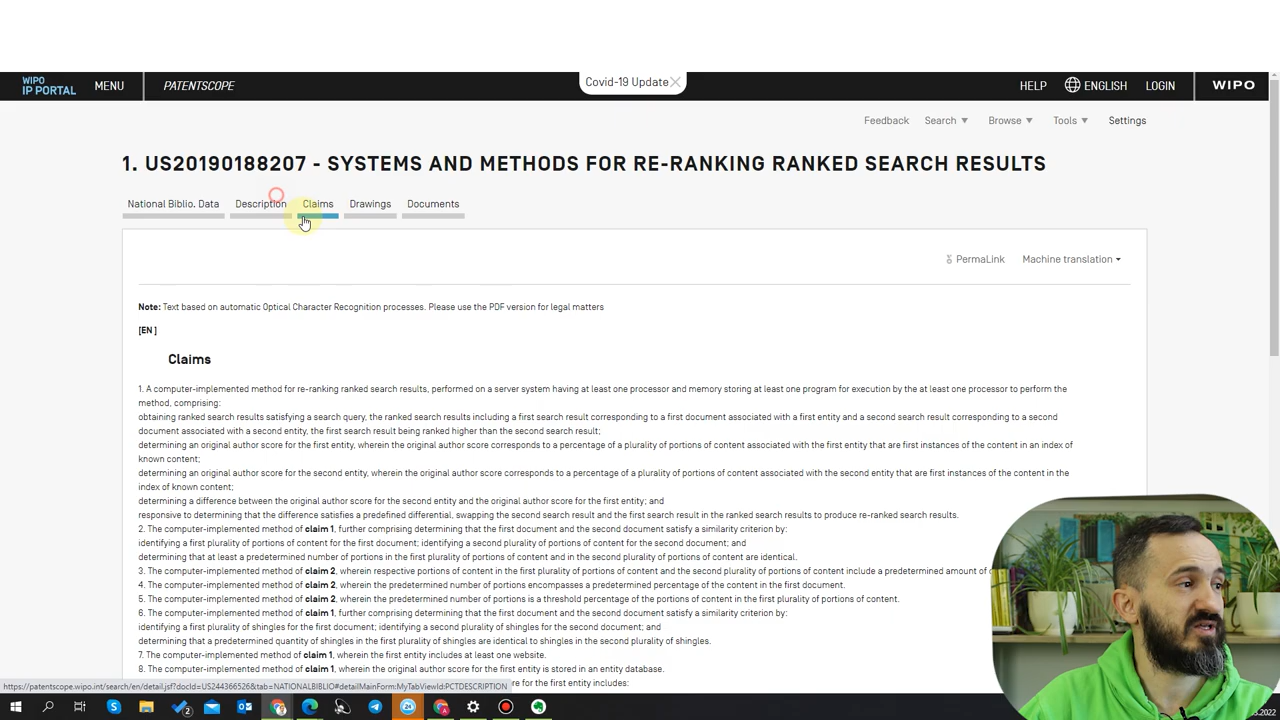 WIPO
IP PORTAL
MENU
PATENTSCOPE
Covid-19 Update
HELP
ENGLISH
LOGIN
WIPO
Feedback
Search
Browse
Tools
Settings
1. US20190188207 - SYSTEMS AND METHODS FOR RE-RANKING RANKED SEARCH RESULTS
National Biblio. Data
Description
Claims
Drawings
Documents
PermaLink
Machine translation
Note: Text based on automatic Optical Character Recognition processes. Please use the PDF version for legal matters
[EN ]
Claims
1. A computer-implemented method for re-ranking ranked search results, performed on a server system having at least one processor and memory storing at least one program for execution by the at least one processor to perform the
method, comprising:
obtaining ranked search results satisfying a search query, the ranked search results including a first search result corresponding to a first document associated with a first entity and a second search result corresponding to a second
document associated with a second entity, the first search result being ranked higher than the second search result;
determining an original author score for the first entity, wherein the original author score corresponds to a percentage of a plurality of portions of content associated with the first entity that are first instances of the content in an index of
known content;
determining an original author score for the second entity, wherein the original author score corresponds to a percentage of a plurality of portions of content associated with the second entity that are first instances of the content in the
index of known content;
determining a difference between the original author score for the second entity and the original author score for the first entity; and
responsive to determining that the difference satisfies a predefined differential, swapping the second search result and the first search result in the ranked search results to produce re-ranked search results.
2. The computer-implemented method of claim 1, further comprising determining that the first document and the second document satisfy a similarity criterion by:
identifying a first plurality of portions of content for the first document; identifying a second plurality of portions of content for the second document; and
determining that at least a predetermined number of portions in the first plurality of portions of content and in the second plurality of portions of content are identical.
3. The computer-implemented method of claim 2, wherein respective portions of content in the first plurality of portions of content and the second plurality of portions of content include a predetermined amount of
4. The computer-implemented method of claim 2, wherein the predetermined number of portions encompasses a predetermined percentage of the content in the first document.
5. The computer-implemented method of claim 2, wherein the predetermined number of portions is a threshold percentage of the portions of content in the first plurality of portions of content.
6. The computer-implemented method of claim 1, further comprising determining that the first document and the second document satisfy a similarity criterion by:
identifying a first plurality of shingles for the first document; identifying a second plurality of shingles for the second document; and
determining that a predetermined quantity of shingles in the first plurality of shingles are identical to shingles in the second plurality of shingles.
7. The computer-implemented method of claim 1, wherein the first entity includes at least one website.
8. The computer-implemented method of claim 1, wherein the original author score for the first entity is stored in an entity database.
re for the first entity includes:
https://patentscope.wipo.int/search/en/detail.jsf?docId=US244366526&tab=NATIONALBIBLIO#detailMainForm:MyTabViewId:PCTDESCRIPTION
24
.2022